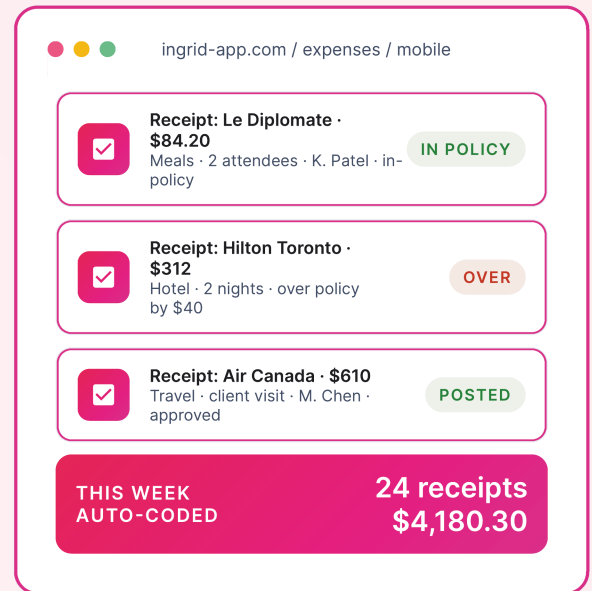 ingrid-app.com / expenses / mobile
Receipt: Le Diplomate ·
$84.20
Meals · 2 attendees · K. Patel · in-
policy
IN POLICY
Receipt: Hilton Toronto ·
$312
Hotel · 2 nights · over policy
by $40
OVER
Receipt: Air Canada · $610
Travel · client visit · M. Chen ·
approved
POSTED
THIS WEEK
AUTO-CODED
24 receipts
$4,180.30